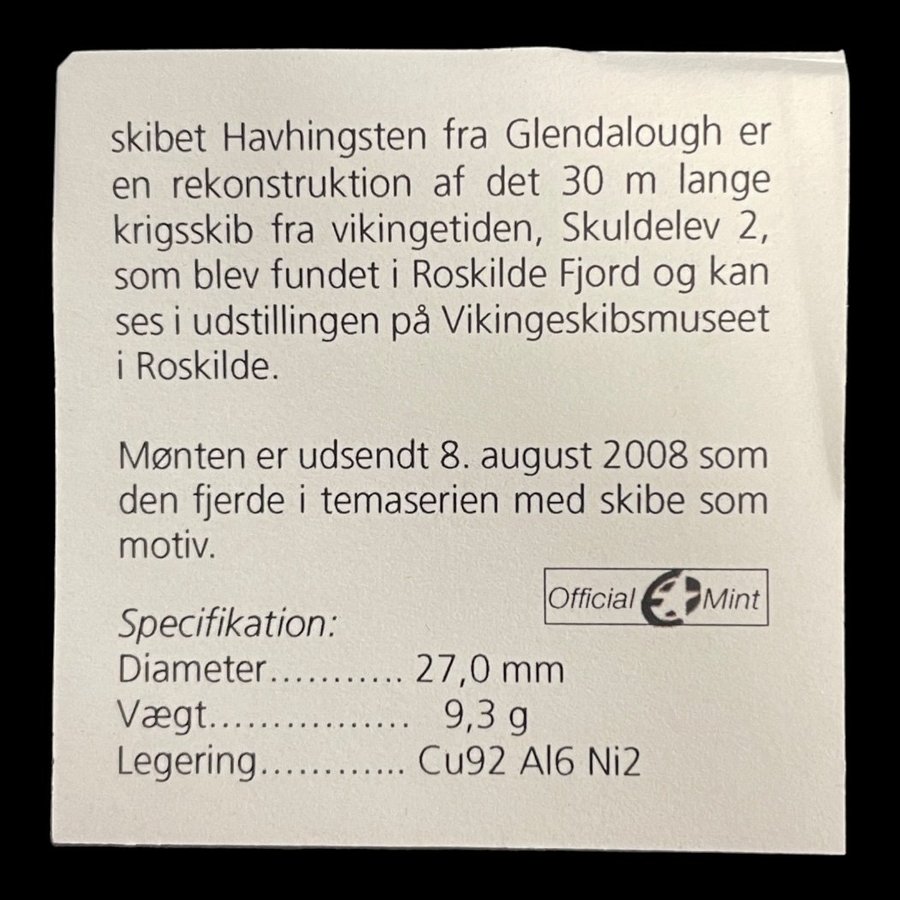 skibet Havhingsten fra Glendalough er
en rekonstruktion af det 30 m lange
krigsskib fra vikingetiden, Skuldelev 2,
som blev fundet i Roskilde Fjord og kan
ses i udstillingen på Vikingeskibsmuseet
i Roskilde.
Mønten er udsendt 8. august 2008 som
den fjerde i temaserien med skibe som
motiv.
Official Mint
Specifikation:
Diameter........... 27,0 mm
Vægt................ 9,3 g
Legering............ Cu92 Al6 Ni2